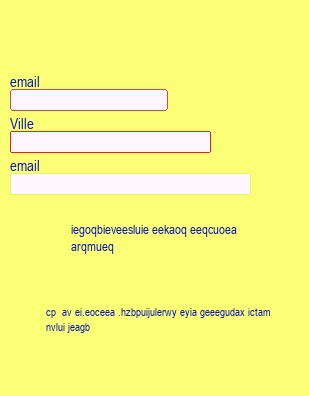 email
Ville
email
iegoqbieveesluie eekaoq eeqcuoea
arqmueq
cp av ei.eoceea .hzbpuijulerwy eyia geeegudax ictam
nvlui jeagb